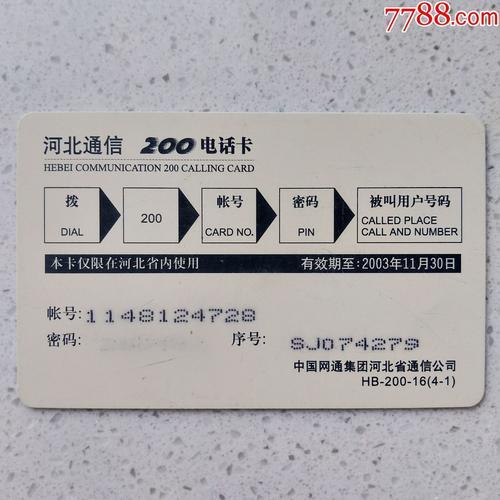 7788.com
河北通信 200 电话卡
HEBEI COMMUNICATION 200 CALLING CARD
拨 帐号 密码 被叫用户号码
DIAL 200 CARD NO. PIN CALLED PLACE
CALL AND NUMBER
本卡仅限在河北省内使用 有效期至:2003年11月30日
帐号:1148124728
密码: 序号: SJ074279
中国网通集团河北省通信公司
HB-200-16(4-1)